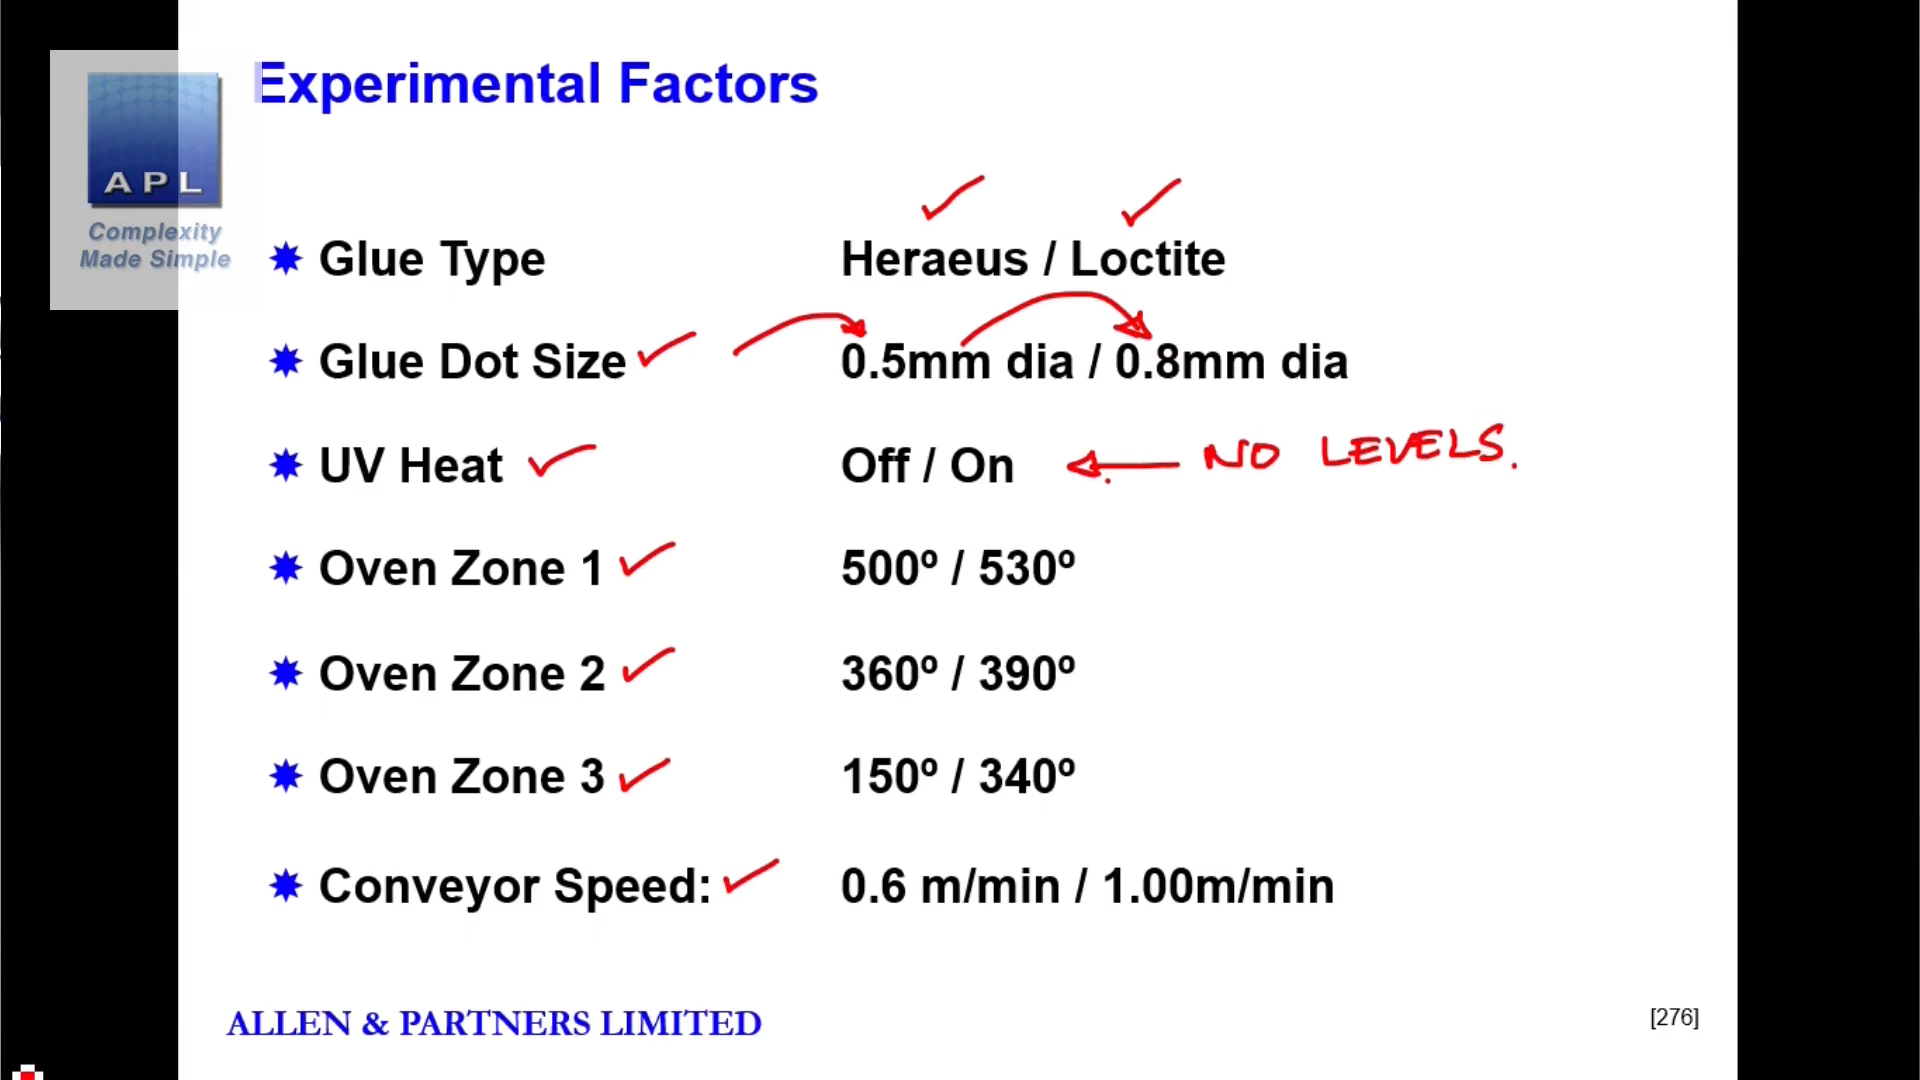 Experimental Factors
APL
Complexity
Made Simple
Glue Type Heraeus / Loctite
Glue Dot Size 0.5mm dia / 0.8mm dia
UV Heat Off / On NO LEVELS.
Oven Zone 1 500º / 530º
Oven Zone 2 360º / 390º
Oven Zone 3 150º / 340º
Conveyor Speed: 0.6 m/min / 1.00m/min
ALLEN & PARTNERS LIMITED
[276]